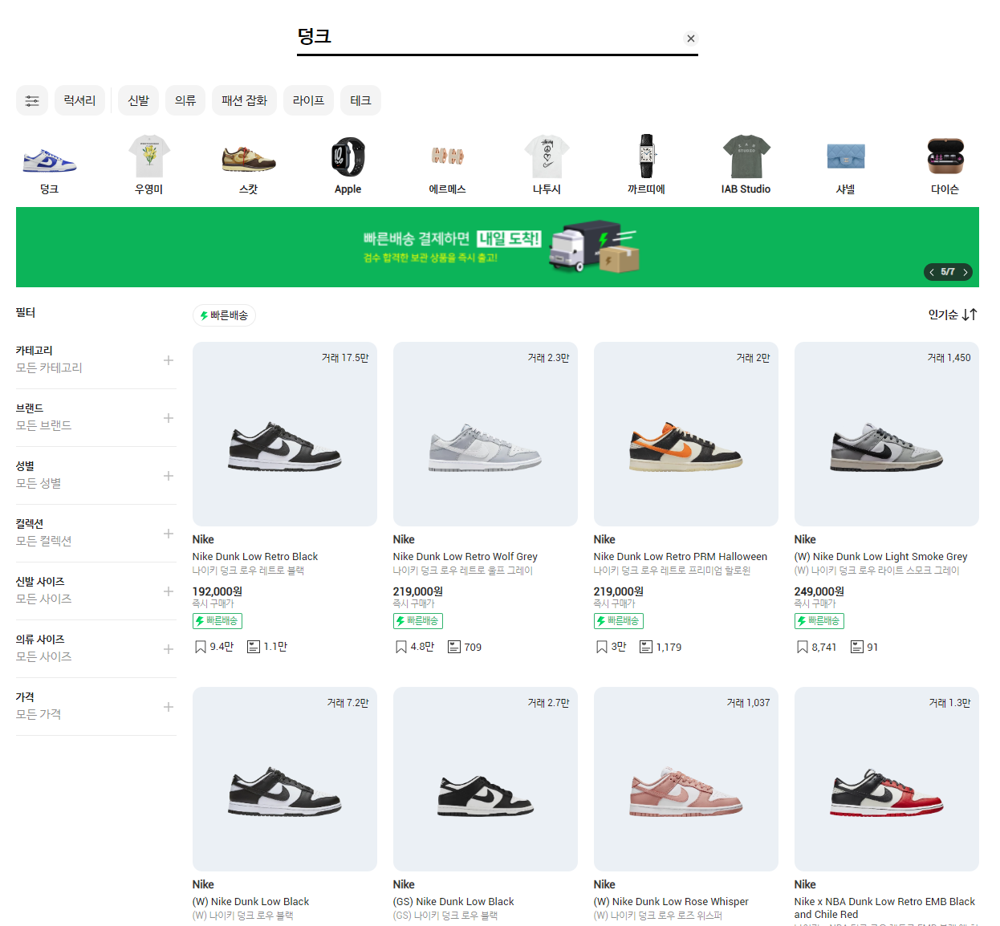 덩크
럭셔리
신발
의류
패션 잡화
라이프
테크
덩크
우영미
스캇
Apple
에르메스
나투시
까르띠에
IAB Studio
샤넬
다이슨
빠른배송 결제하면 내일 도착!
검수 합격한 보관 상품을 즉시 출고!
5/7
필터
빠른배송
인기순
카테고리
모든 카테고리
브랜드
모든 브랜드
성별
모든 성별
컬렉션
모든 컬렉션
신발 사이즈
모든 사이즈
의류 사이즈
모든 사이즈
가격
모든 가격
거래 17.5만
Nike
Nike Dunk Low Retro Black
나이키 덩크 로우 레트로 블랙
192,000원
즉시 구매가
빠른배송
9.4만
1.1만
거래 2.3만
Nike
Nike Dunk Low Retro Wolf Grey
나이키 덩크 로우 레트로 울프 그레이
219,000원
즉시 구매가
빠른배송
4.8만
709
거래 2만
Nike
Nike Dunk Low Retro PRM Halloween
나이키 덩크 로우 레트로 프리미엄 할로윈
219,000원
즉시 구매가
빠른배송
3만
1,179
거래 1,450
Nike
(W) Nike Dunk Low Light Smoke Grey
(W) 나이키 덩크 로우 라이트 스모크 그레이
249,000원
즉시 구매가
빠른배송
8,741
91
거래 7.2만
Nike
(W) Nike Dunk Low Black
(W) 나이키 덩크 로우 블랙
거래 2.7만
Nike
(GS) Nike Dunk Low Black
(GS) 나이키 덩크 로우 블랙
거래 1,037
Nike
(W) Nike Dunk Low Rose Whisper
(W) 나이키 덩크 로우 로즈 위스퍼
거래 1.3만
Nike
Nike x NBA Dunk Low Retro EMB Black
and Chile Red